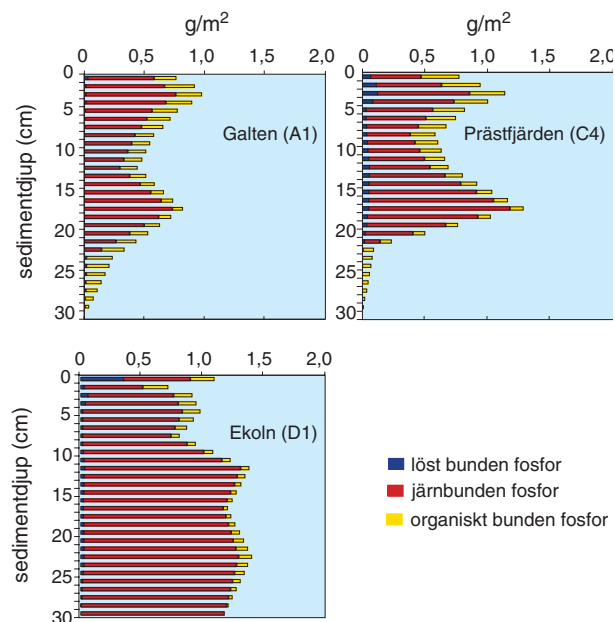 g/m² g/m²
0 0,5 1,0 1,5 2,0 0 0,5 1,0 1,5 2,0
sedimentdjup (cm)
0
5
10
15
20
25
30
Galten (A1)
0
5
10
15
20
25
30
Prästfjärden (C4)
0 0,5 1,0 1,5 2,0
sedimentdjup (cm)
0
5
10
15
20
25
30
Ekoln (D1)
löst bunden fosfor
järnbunden fosfor
organiskt bunden fosfor